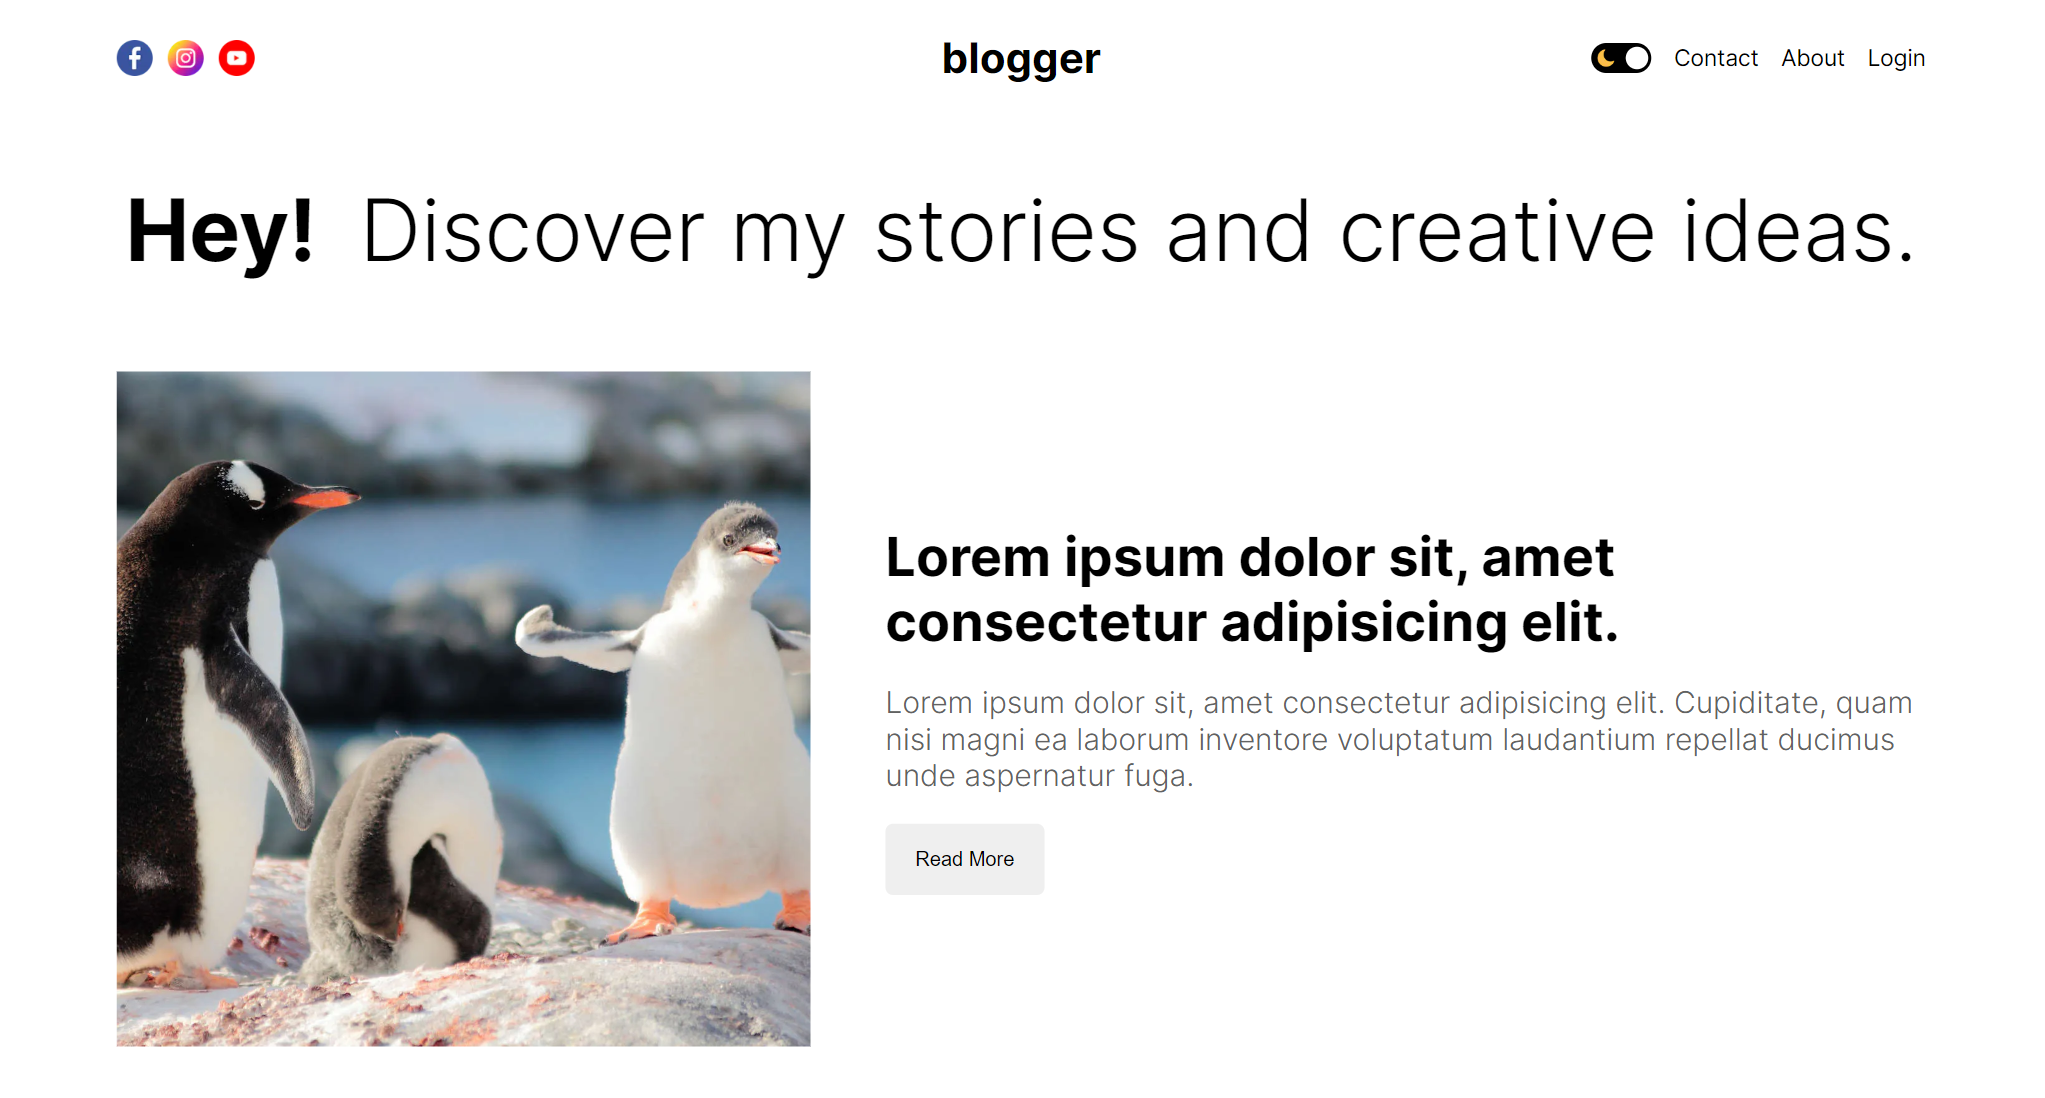 blogger
Contact About Login
Hey! Discover my stories and creative ideas.
Lorem ipsum dolor sit, amet
consectetur adipisicing elit.
Lorem ipsum dolor sit, amet consectetur adipisicing elit. Cupiditate, quam
nisi magni ea laborum inventore voluptatum laudantium repellat ducimus
unde aspernatur fuga.
Read More